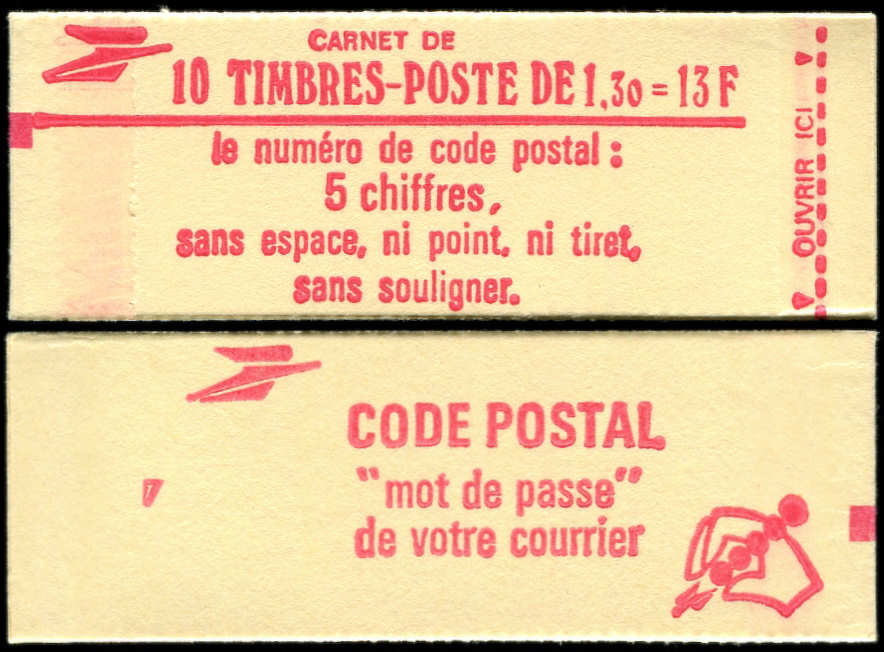 CARNET DE
10 TIMBRES-POSTE DE 1,30 = 13 F
le numéro de code postal :
5 chiffres,
sans espace, ni point, ni tiret,
sans souligner.
OUVRIR ICI
CODE POSTAL
"mot de passe"
de votre courrier
7